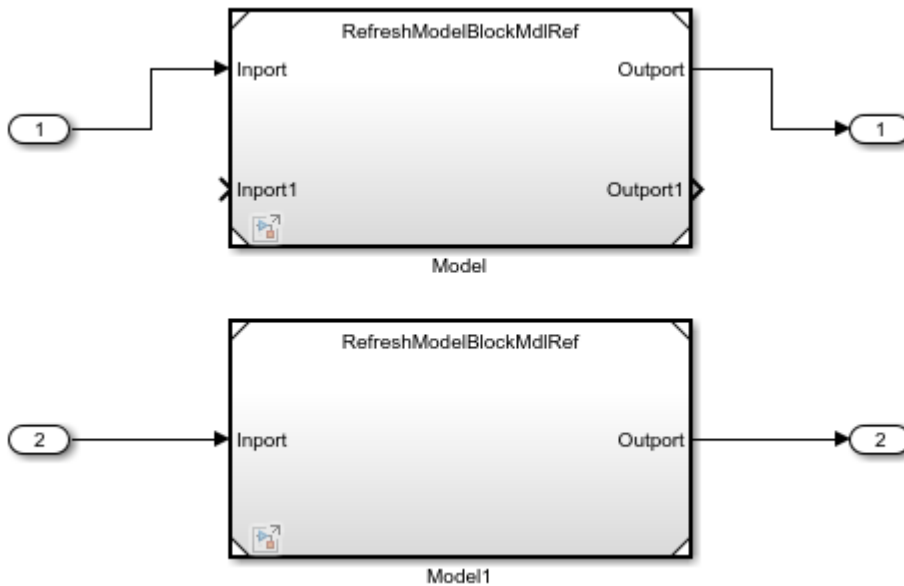 RefreshModelBlockMdlRef
Inport
Outport
1
1
Inport1
Outport1
Model
RefreshModelBlockMdlRef
2
Inport
Outport
2
Model1